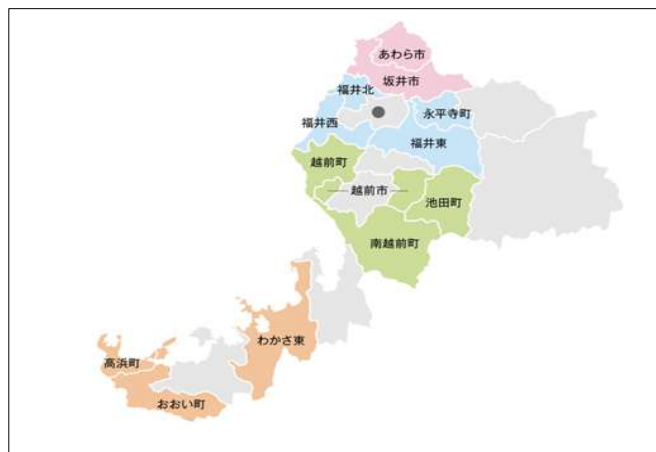 あわら市
坂井市
福井北
永平寺町
福井西
福井東
越前町
越前市
池田町
南越前町
わかさ東
高浜町
おおい町